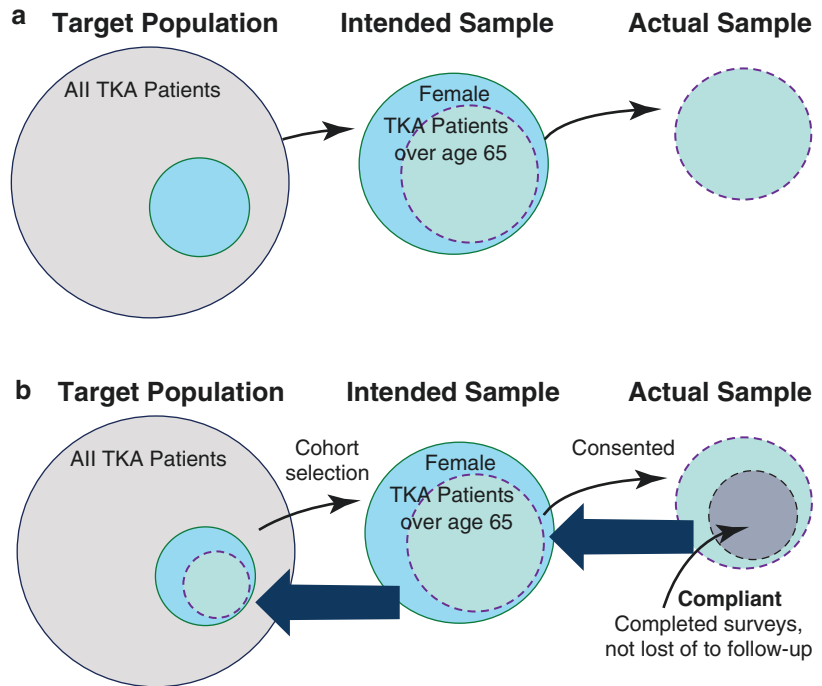 a
Target Population
Intended Sample
Actual Sample
All TKA Patients
Female
TKA Patients
over age 65
b
Target Population
Intended Sample
Actual Sample
All TKA Patients
Cohort
selection
Female
TKA Patients
over age 65
Consented
Compliant
Completed surveys,
not lost of to follow-up